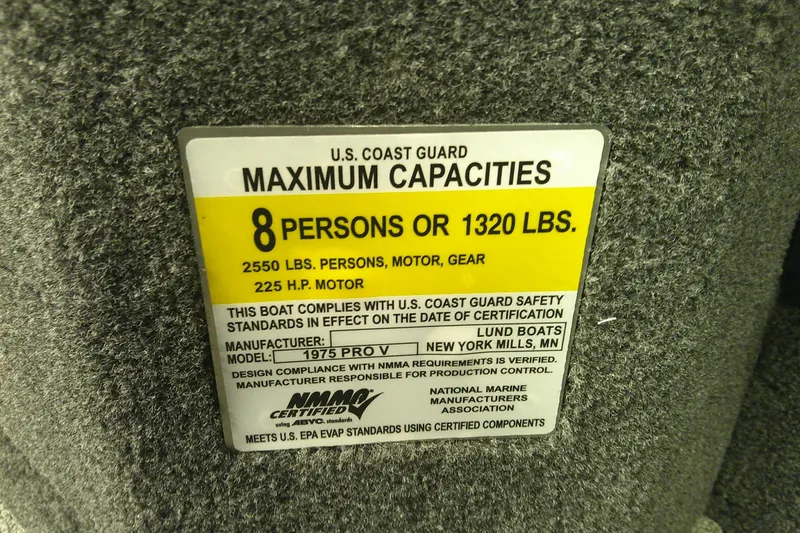 U.S. COAST GUARD
MAXIMUM CAPACITIES
8 PERSONS OR 1320 LBS.
2550 LBS. PERSONS, MOTOR, GEAR
225 H.P. MOTOR
THIS BOAT COMPLIES WITH U.S. COAST GUARD SAFETY
STANDARDS IN EFFECT ON THE DATE OF CERTIFICATION
MANUFACTURER: LUND BOATS
NEW YORK MILLS, MN
MODEL: 1975 PRO V
DESIGN COMPLIANCE WITH NMMA REQUIREMENTS IS VERIFIED.
MANUFACTURER RESPONSIBLE FOR PRODUCTION CONTROL.
NMMA
CERTIFIED
using ABYC. standards
NATIONAL MARINE
MANUFACTURERS
ASSOCIATION
MEETS U.S. EPA EVAP STANDARDS USING CERTIFIED COMPONENTS